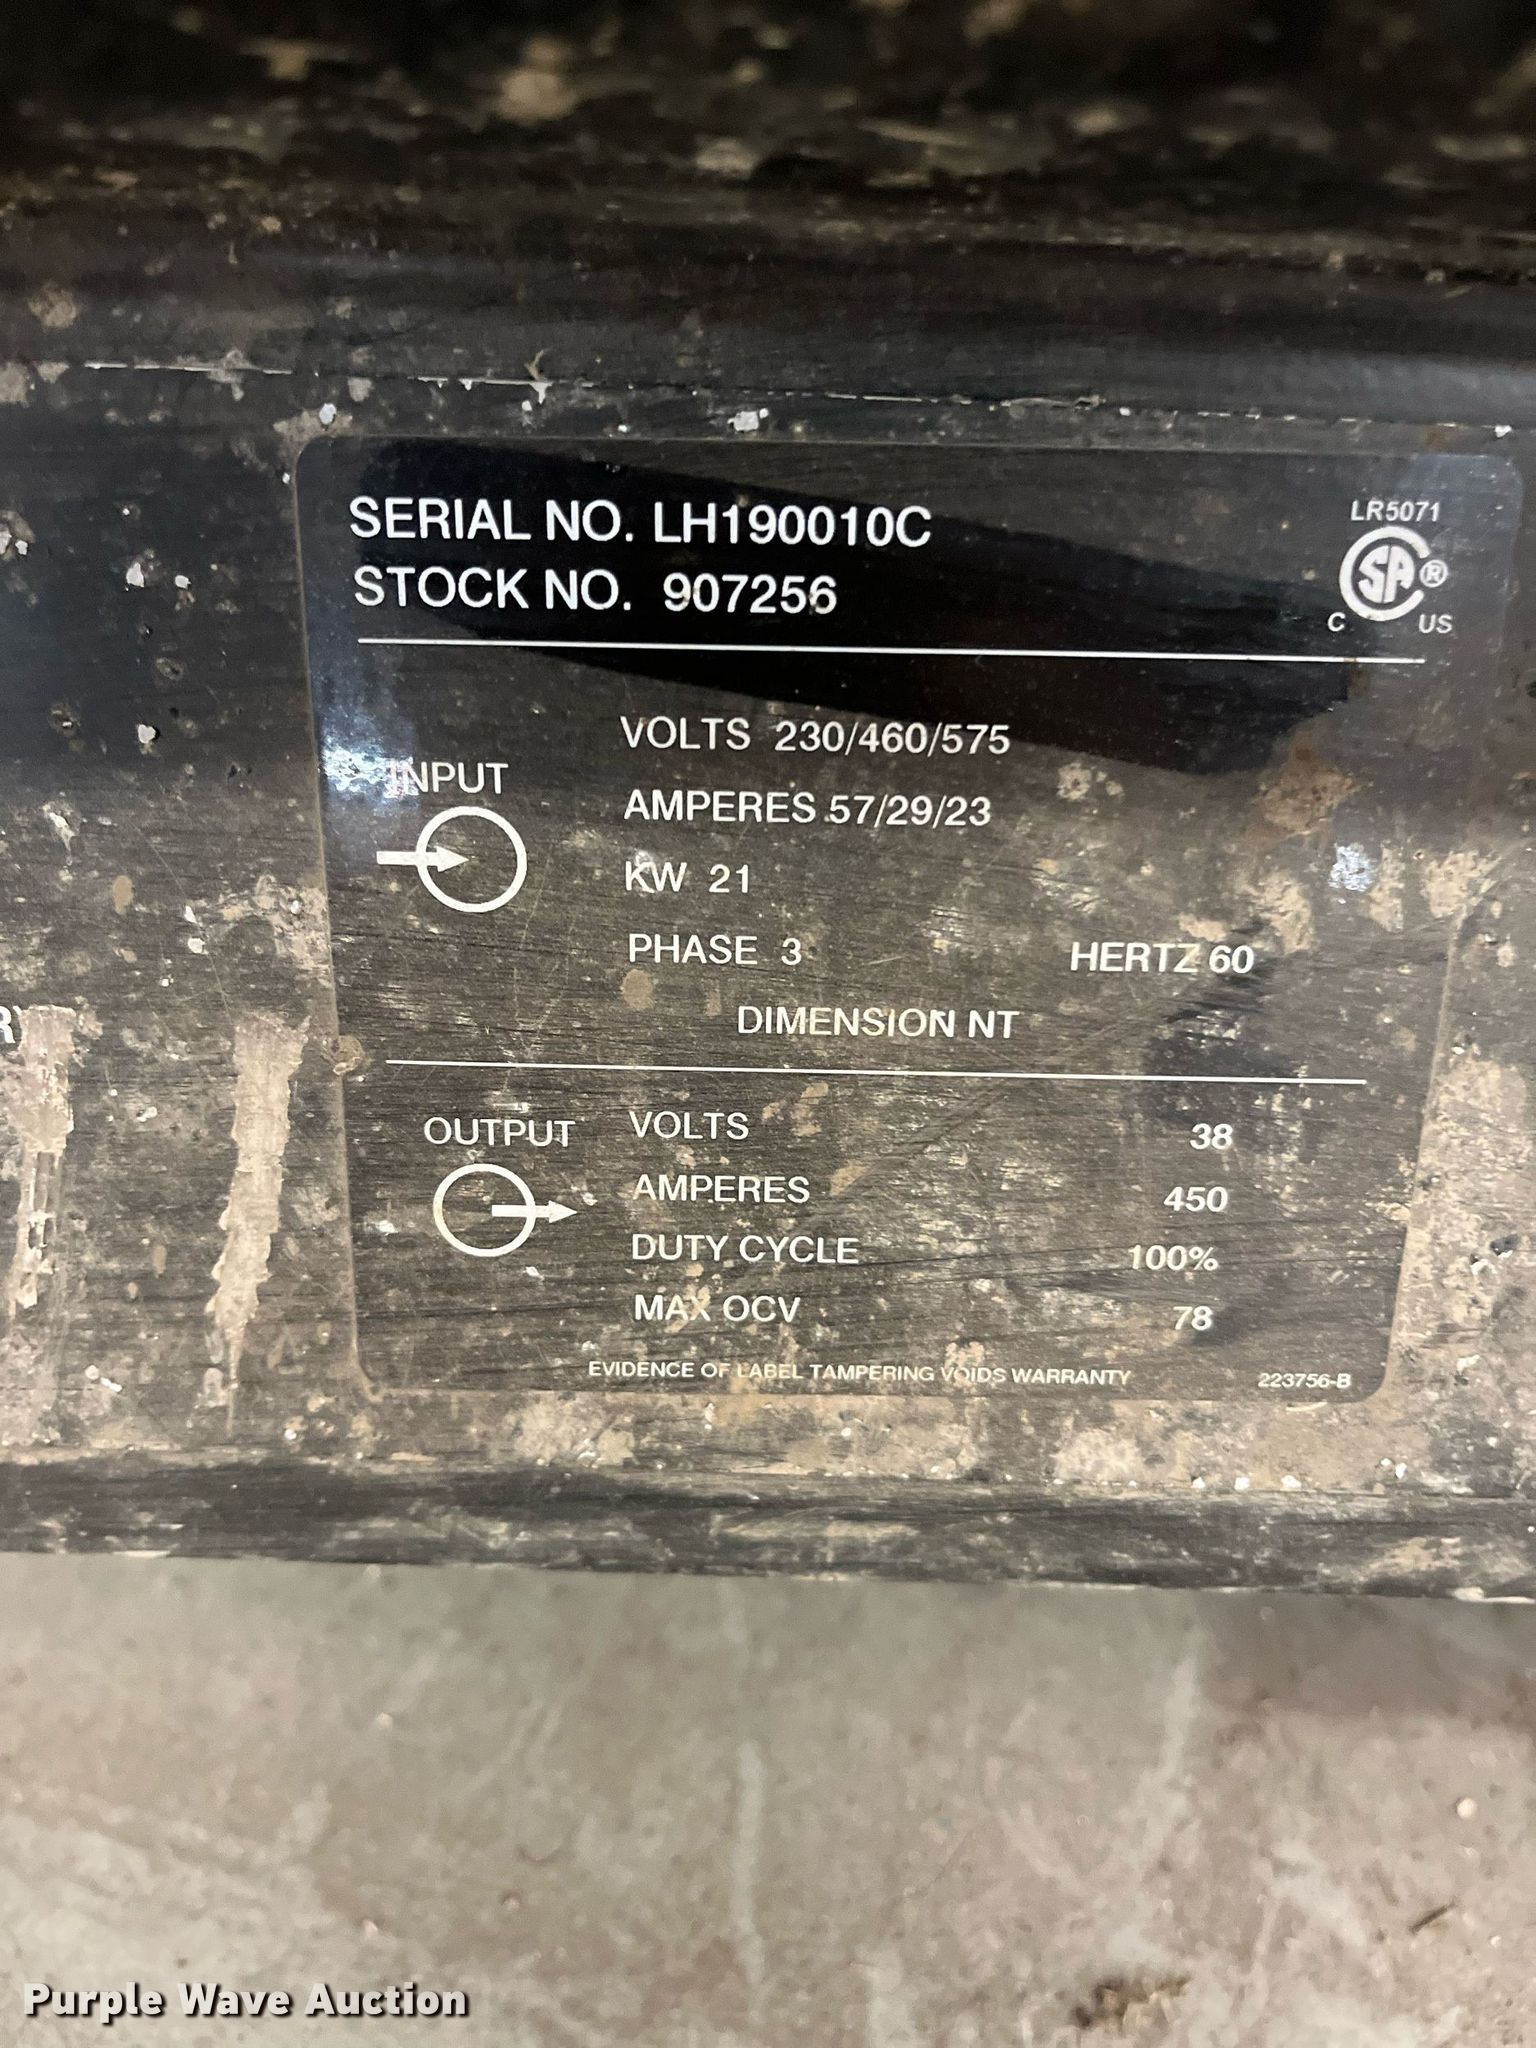 SERIAL NO. LH190010C
STOCK NO. 907256
LR5071
SA®
C US
INPUT
VOLTS 230/460/575
AMPERES 57/29/23
KW 21
PHASE 3 HERTZ 60
DIMENSION NT
OUTPUT
VOLTS 38
AMPERES 450
DUTY CYCLE 100%
MAX OCV 78
EVIDENCE OF LABEL TAMPERING VOIDS WARRANTY 223756-B
Purple Wave Auction